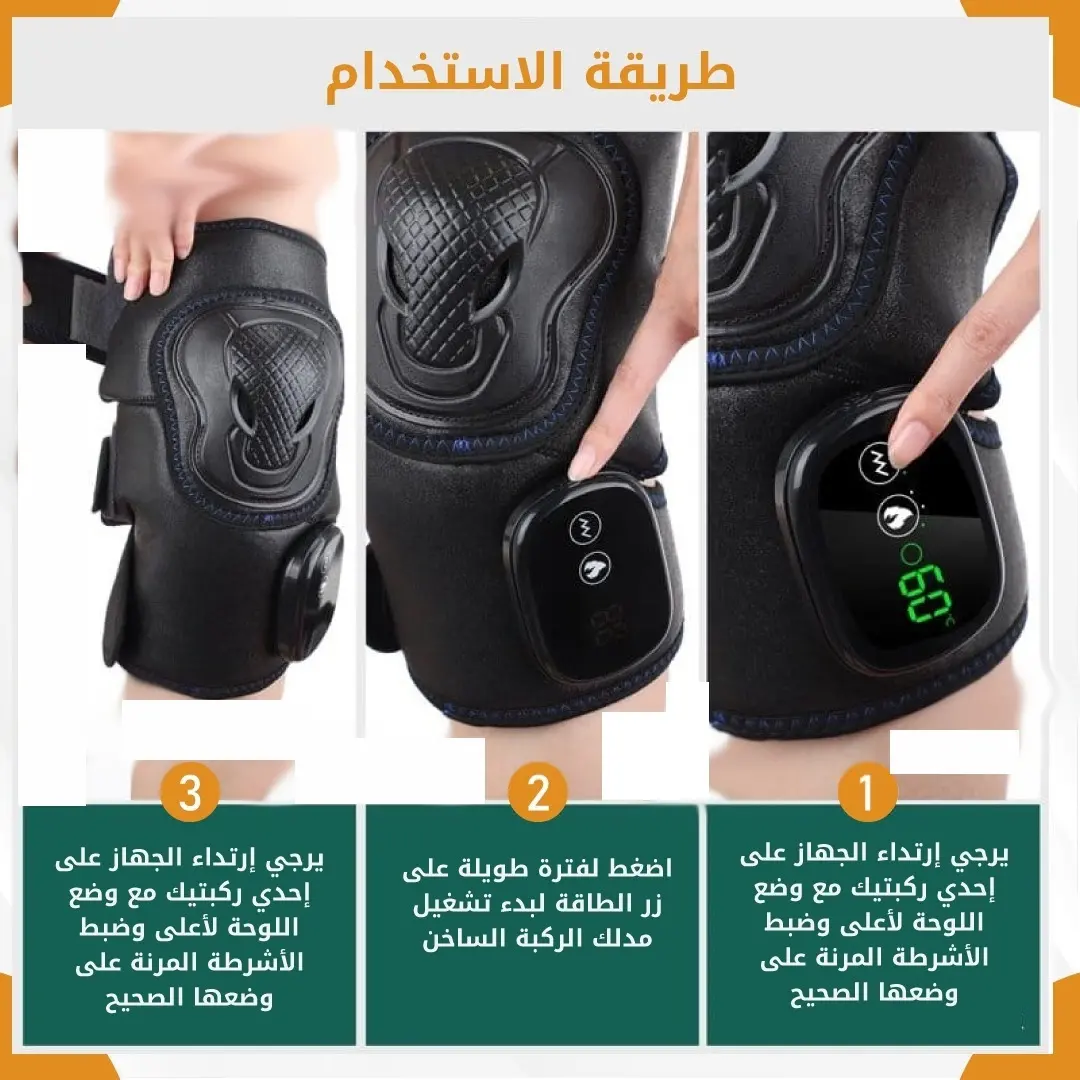 طريقة الاستخدام
60
°C
1
يرجي إرتداء الجهاز على
إحدي ركبتيك مع وضع
اللوحة لأعلى وضبط
الأشرطة المرنة على
وضعها الصحيح
2
اضغط لفترة طويلة على
زر الطاقة لبدء تشغيل
مدلك الركبة الساخن
3
يرجي إرتداء الجهاز على
إحدي ركبتيك مع وضع
اللوحة لأعلى وضبط
الأشرطة المرنة على
وضعها الصحيح